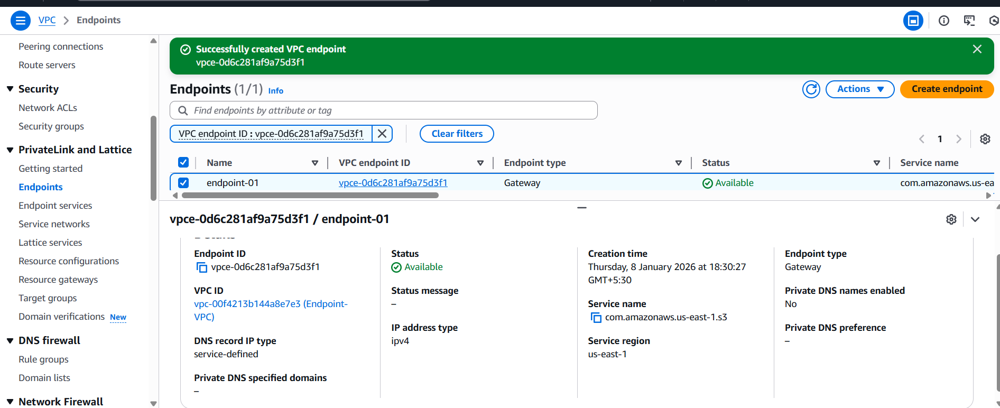 VPC > Endpoints
Peering connections
Route servers
Security
Network ACLs
Security groups
PrivateLink and Lattice
Getting started
Endpoints
Endpoint services
Service networks
Lattice services
Resource configurations
Resource gateways
Target groups
Domain verifications New
DNS firewall
Rule groups
Domain lists
Network Firewall
Successfully created VPC endpoint
vpce-0d6c281af9a75d3f1
Endpoints (1/1) Info
Actions
Create endpoint
Find endpoints by attribute or tag
VPC endpoint ID : vpce-0d6c281af9a75d3f1
Clear filters
1
Name VPC endpoint ID Endpoint type Status Service name
endpoint-01 vpce-0d6c281af9a75d3f1 Gateway Available com.amazonaws.us-ea
vpce-0d6c281af9a75d3f1 / endpoint-01
Endpoint ID
vpce-0d6c281af9a75d3f1
VPC ID
vpc-00f4213b144a8e7e3 (Endpoint-
VPC)
DNS record IP type
service-defined
Private DNS specified domains
–
Status
Available
Status message
–
IP address type
ipv4
Creation time
Thursday, 8 January 2026 at 18:30:27
GMT+5:30
Service name
com.amazonaws.us-east-1.s3
Service region
us-east-1
Endpoint type
Gateway
Private DNS names enabled
No
Private DNS preference
–